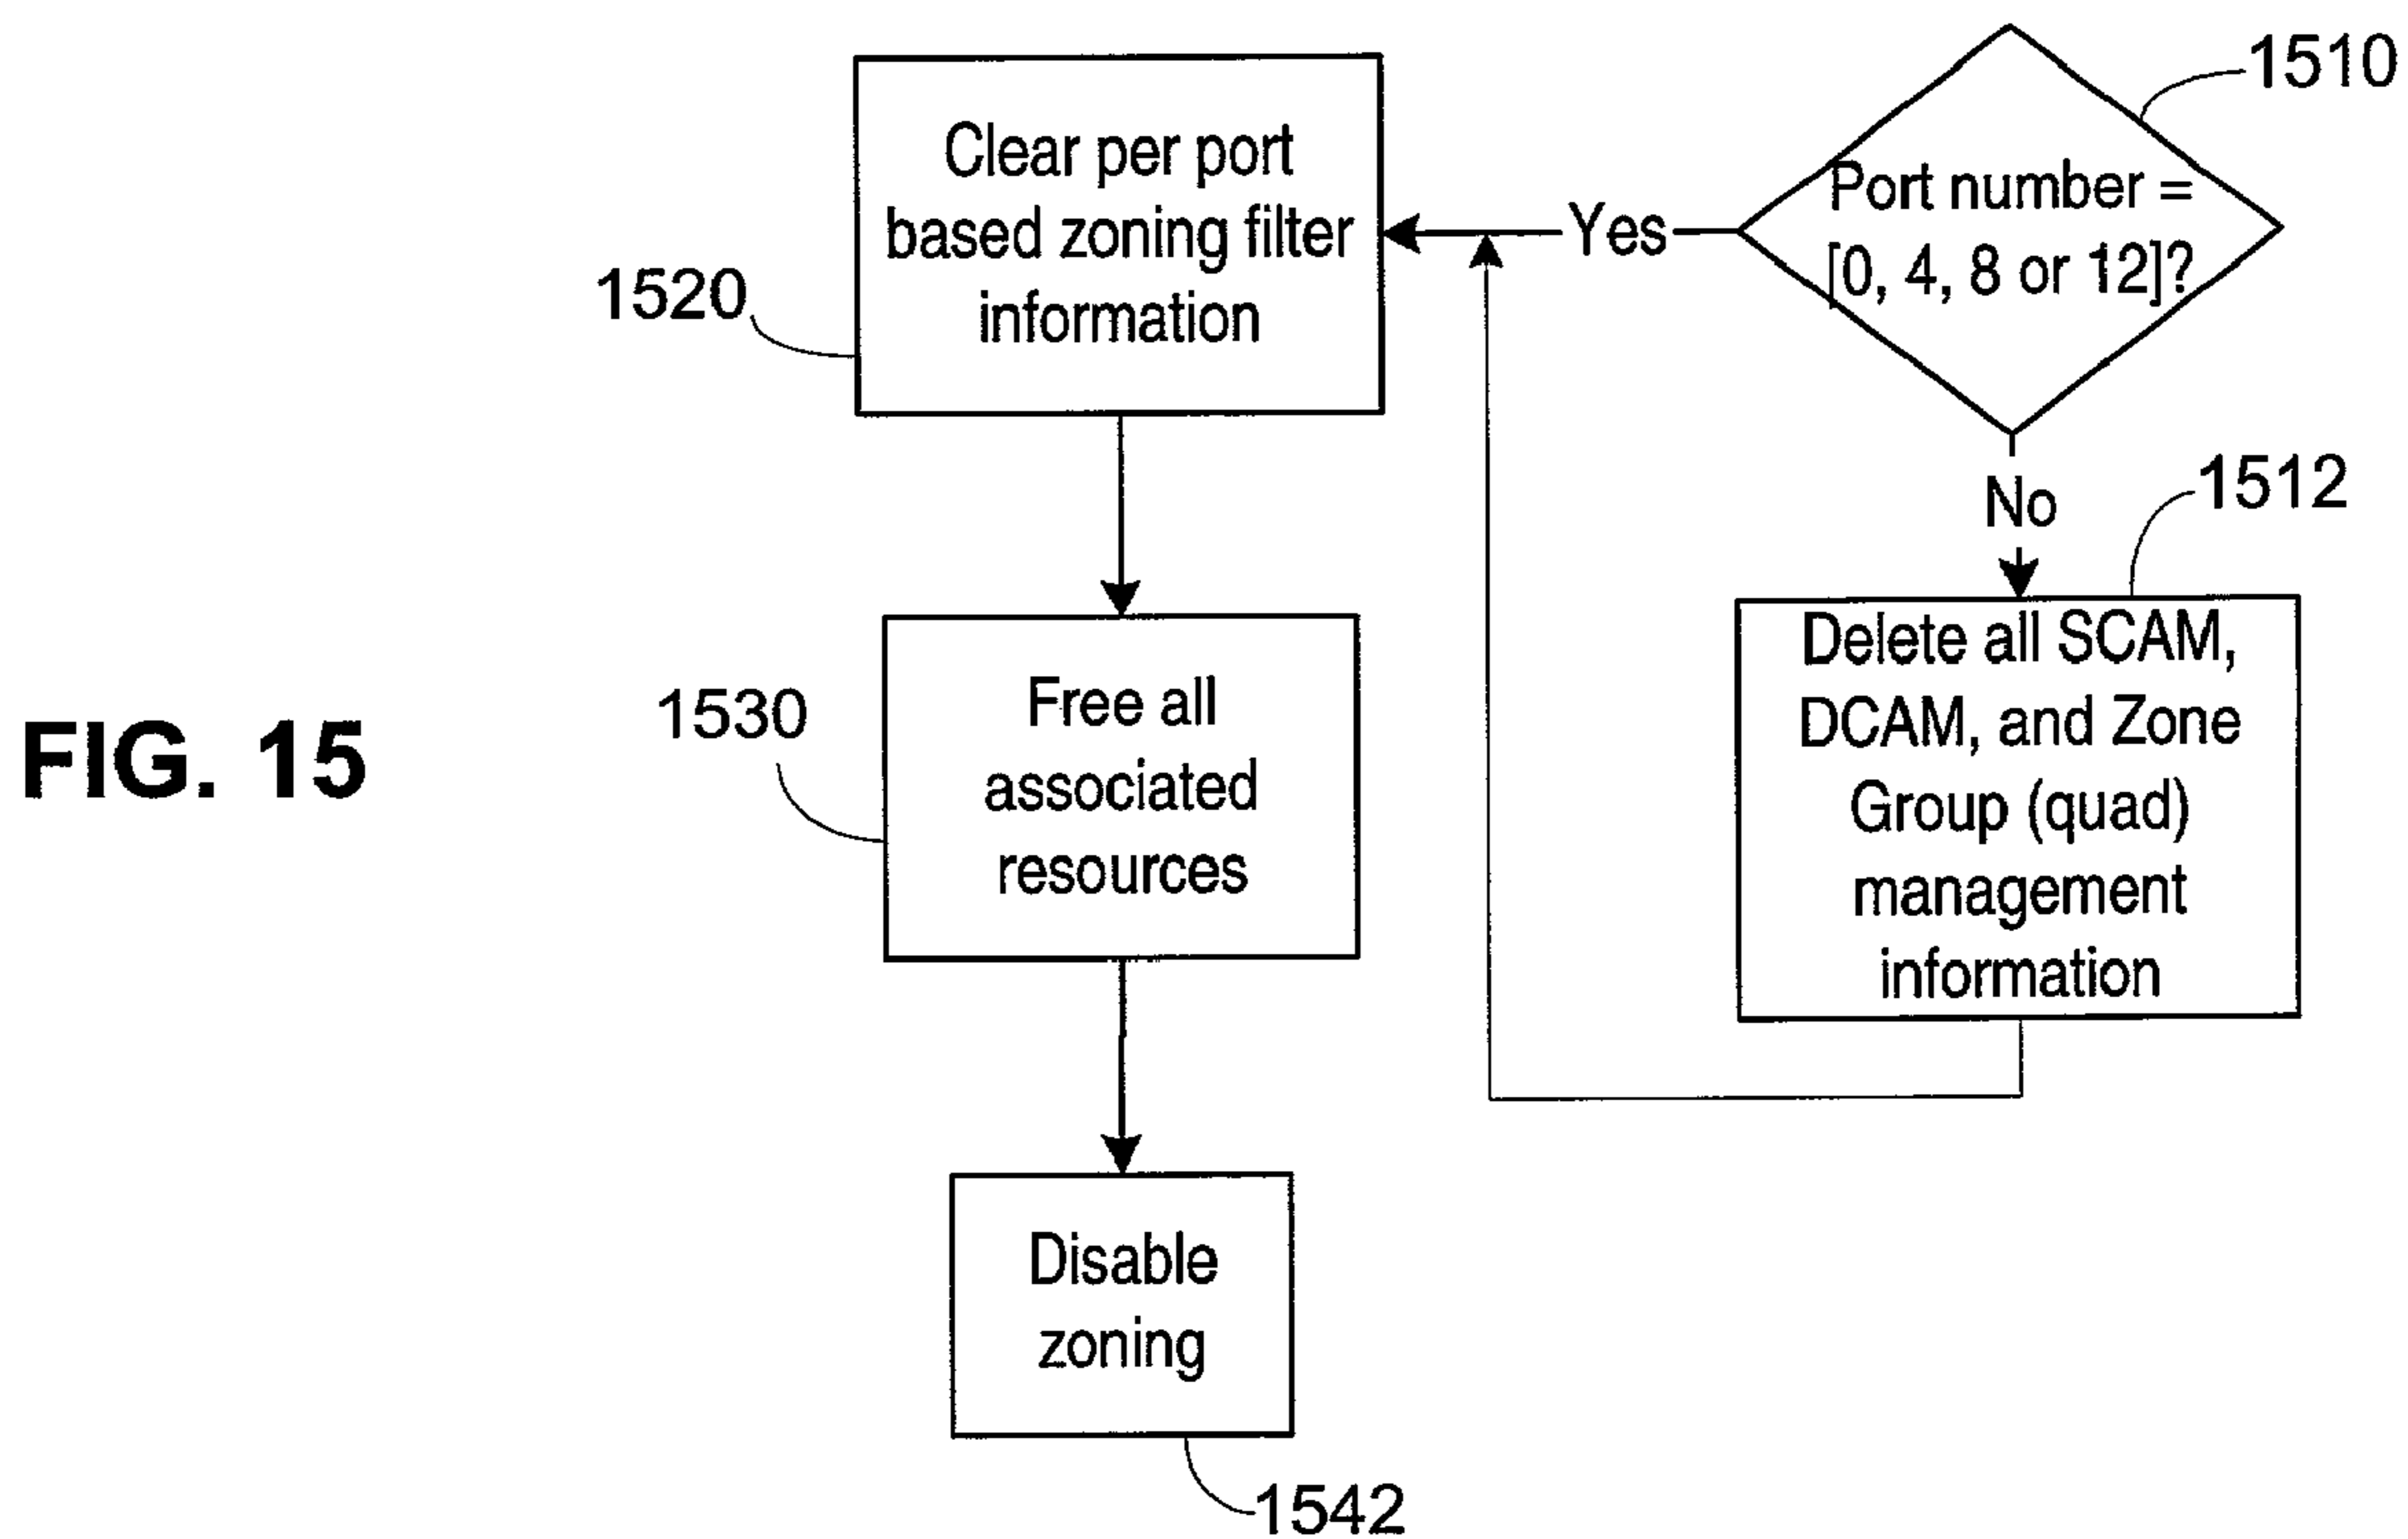 1510
Port number =
[0, 4, 8 or 12]?
Yes
No
1512
Delete all SCAM,
DCAM, and Zone
Group (quad)
management
information
1520
Clear per port
based zoning filter
information
1530
Free all
associated
resources
Disable
zoning
1542
FIG. 15